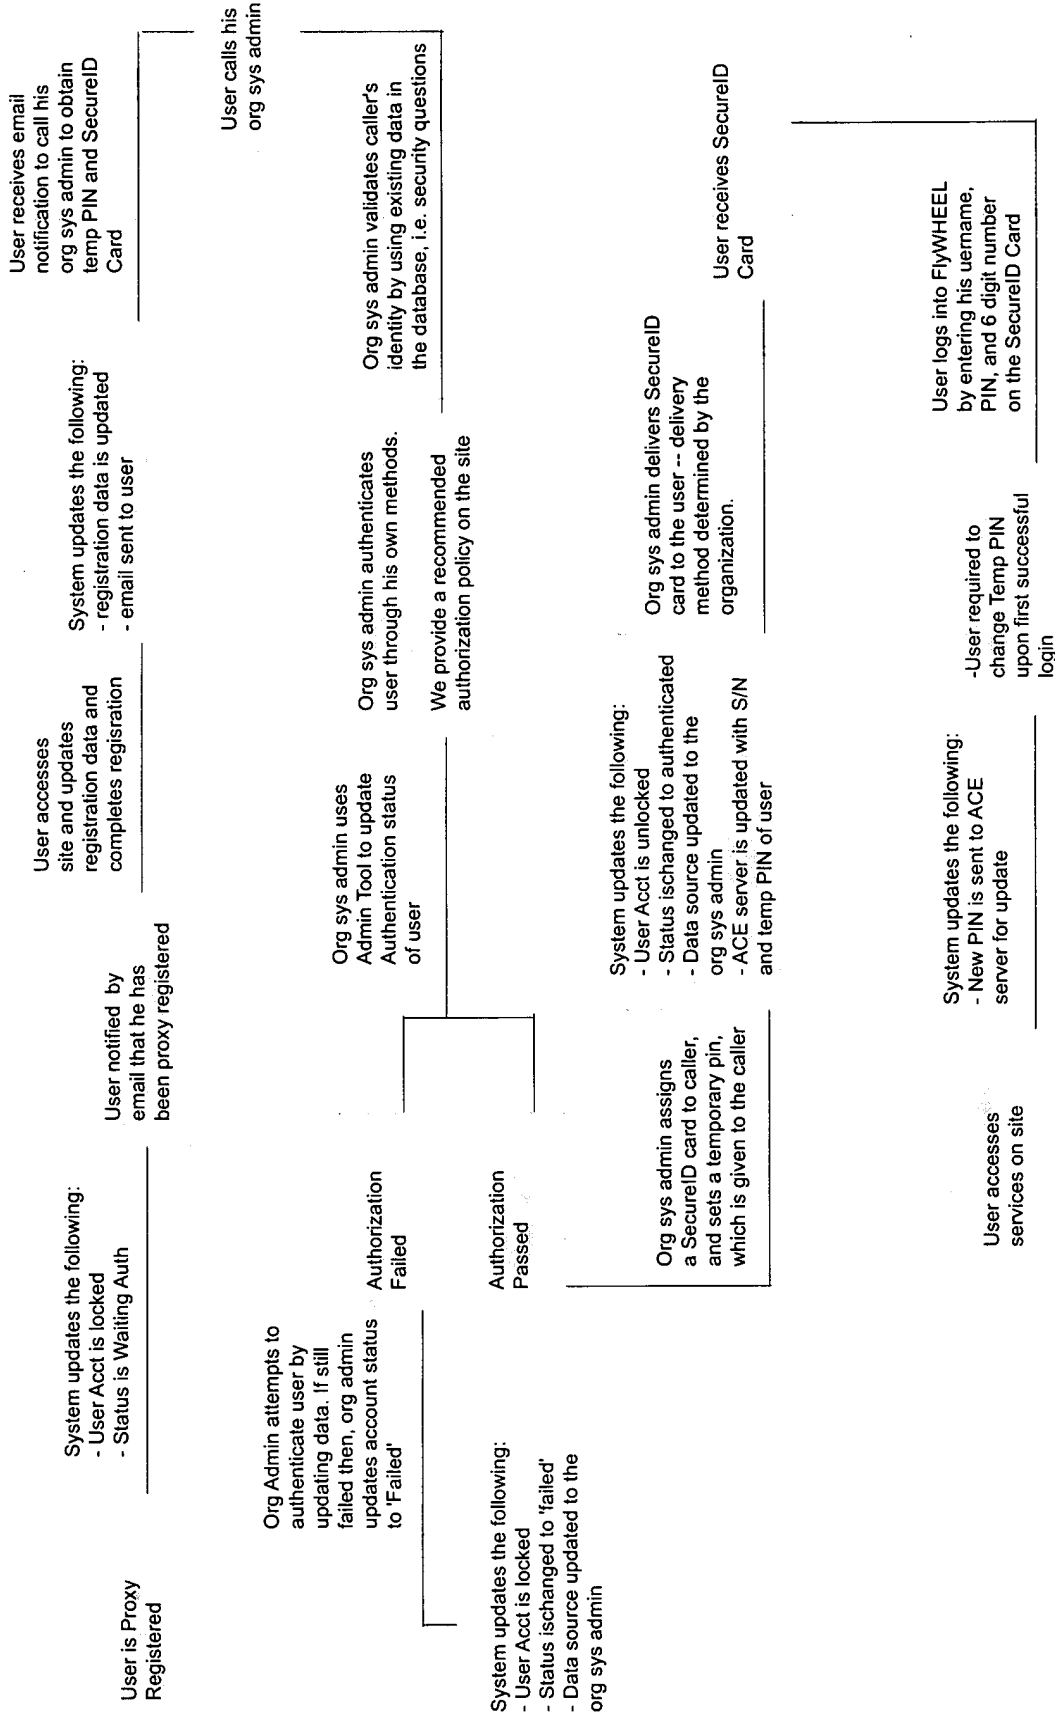 User is Proxy
Registered
System updates the following:
- User Acct is locked
- Status is Waiting Auth
User notified by
email that he has
been proxy registered
User accesses
site and updates
registration data and
completes regisration
System updates the following:
- registration data is updated
- email sent to user
User receives email
notification to call his
org sys admin to obtain
temp PIN and SecureID
Card
User calls his
org sys admin
Org sys admin validates caller's
identity by using existing data in
the database, i.e. security questions
Org sys admin authenticates
user through his own methods.
We provide a recommended
authorization policy on the site
Org sys admin uses
Admin Tool to update
Authentication status
of user
Authorization
Failed
Authorization
Passed
Org Admin attempts to
authenticate user by
updating data. If still
failed then, org admin
updates account status
to 'Failed'
System updates the following:
- User Acct is locked
- Status ischanged to 'failed'
- Data source updated to the
org sys admin
Org sys admin assigns
a SecureID card to caller,
and sets a temporary pin,
which is given to the caller
System updates the following:
- User Acct is unlocked
- Status ischanged to authenticated
- Data source updated to the
org sys admin
- ACE server is updated with S/N
and temp PIN of user
Org sys admin delivers SecureID
card to the user -- delivery
method determined by the
organization.
User receives SecureID
Card
User logs into FlyWHEEL
by entering his uername,
PIN, and 6 digit number
on the SecureID Card
-User required to
change Temp PIN
upon first successful
login
System updates the following:
- New PIN is sent to ACE
server for update
User accesses
services on site